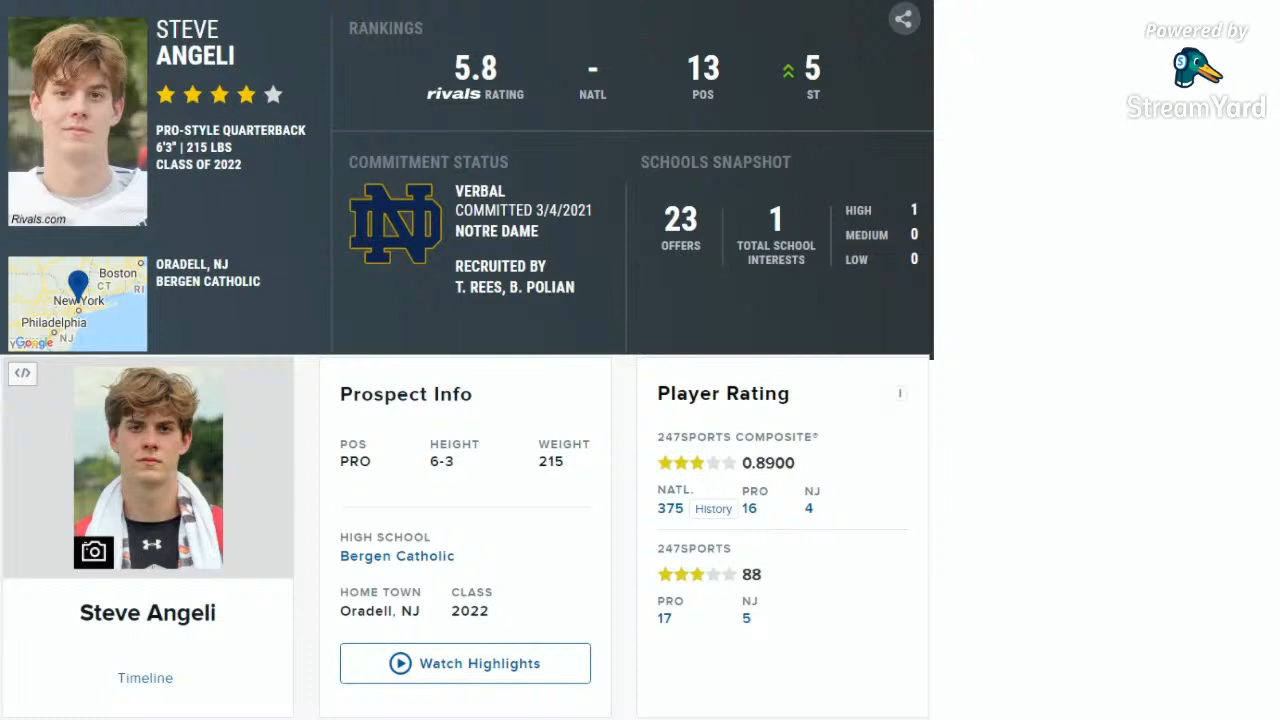 STEVE
ANGELI
PRO-STYLE QUARTERBACK
6'3" | 215 LBS
CLASS OF 2022
Rivals.com
ORADELL, NJ
BERGEN CATHOLIC
Boston
CT
RI
New York
Philadelphia
NJ
Google
RANKINGS
5.8
rivals RATING
-
NATL
13
POS
5
ST
COMMITMENT STATUS
VERBAL
COMMITTED 3/4/2021
NOTRE DAME
RECRUITED BY
T. REES, B. POLIAN
SCHOOLS SNAPSHOT
23
OFFERS
1
TOTAL SCHOOL
INTERESTS
HIGH 1
MEDIUM 0
LOW 0
Powered by
StreamYard
</>
Steve Angeli
Timeline
Prospect Info
POS HEIGHT WEIGHT
PRO 6-3 215
HIGH SCHOOL
Bergen Catholic
HOME TOWN CLASS
Oradell, NJ 2022
Watch Highlights
Player Rating
247SPORTS COMPOSITE®
0.8900
NATL. PRO NJ
375 History 16 4
247SPORTS
88
PRO NJ
17 5